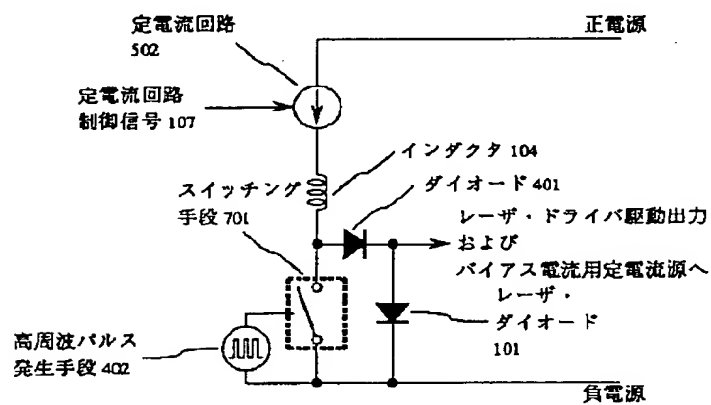 定電流回路
502
正電源
定電流回路
制御信号 107
インダクタ 104
ダイオード 401
スイッチング
手段 701
レーザ・ドライバ駆動出力
および
バイアス電流用定電流源へ
レーザ・
ダイオード
101
高周波パルス
発生手段 402
負電源